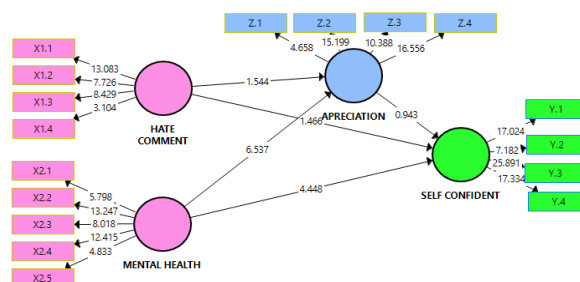 Z.1
Z.2
Z.3
Z.4
4.658
15.199
10.388
16.556
X1.1
X1.2
X1.3
X1.4
13.083
7.726
8.429
3.104
HATE
COMMENT
1.544
APRECIATION
1.466
0.943
6.537
4.448
Y.1
Y.2
Y.3
Y.4
17.024
7.182
25.891
17.334
SELF CONFIDENT
X2.1
X2.2
X2.3
X2.4
X2.5
5.798
13.247
8.018
12.415
4.833
MENTAL HEALTH